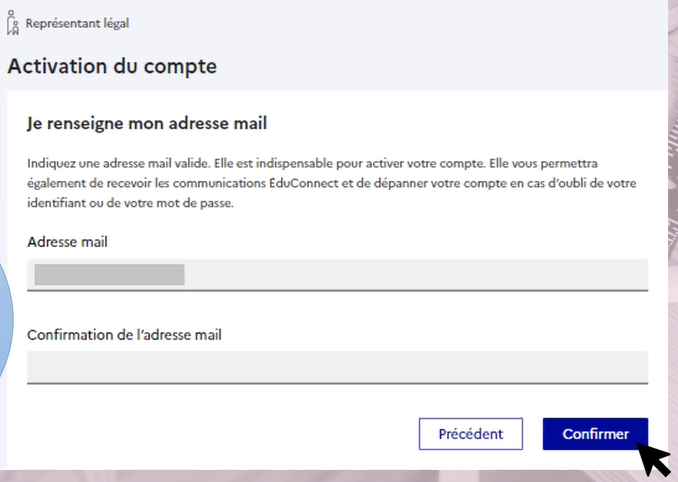 Représentant légal
Activation du compte
Je renseigne mon adresse mail
Indiquez une adresse mail valide. Elle est indispensable pour activer votre compte. Elle vous permettra
également de recevoir les communications ÉduConnect et de dépanner votre compte en cas d'oubli de votre
identifiant ou de votre mot de passe.
Adresse mail
Confirmation de l'adresse mail
Précédent
Confirmer